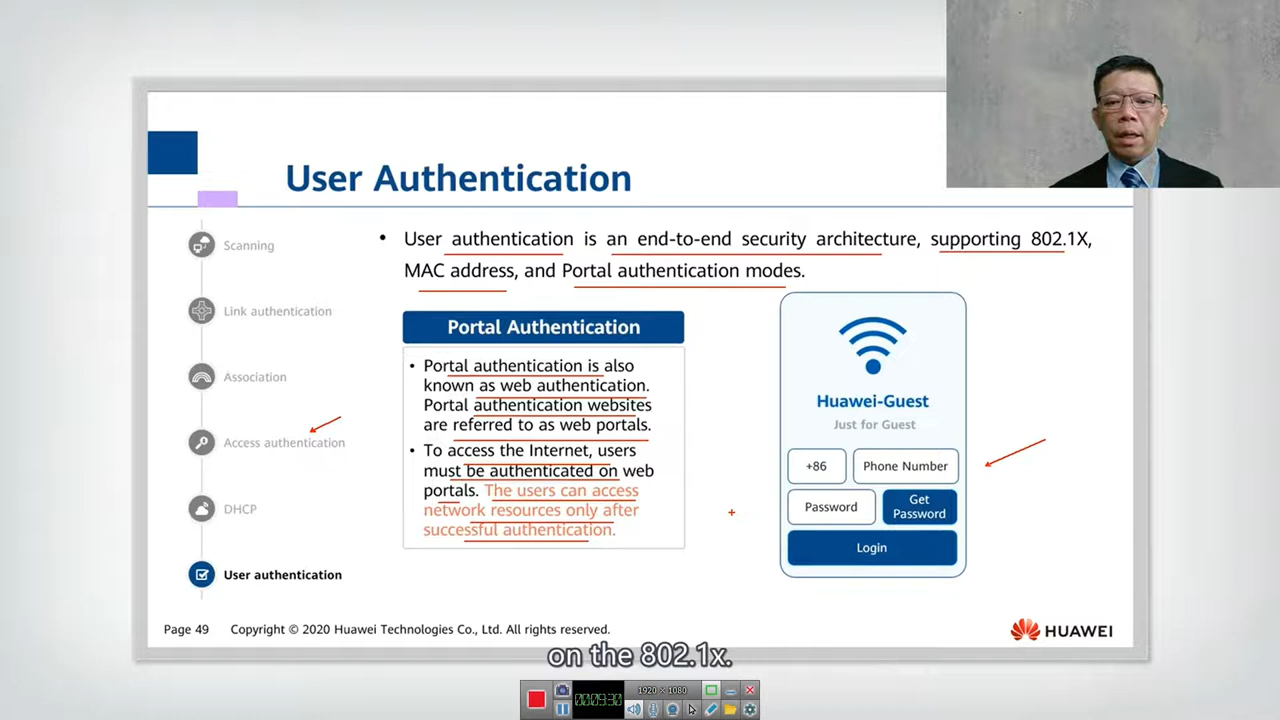 User Authentication
Scanning
Link authentication
Association
Access authentication
DHCP
User authentication
• User authentication is an end-to-end security architecture, supporting 802.1X,
MAC address, and Portal authentication modes.
Portal Authentication
• Portal authentication is also
known as web authentication.
Portal authentication websites
are referred to as web portals.
• To access the Internet, users
must be authenticated on web
portals. The users can access
network resources only after
successful authentication.
Huawei-Guest
Just for Guest
+86
Phone Number
Password
Get
Password
Login
Page 49 Copyright © 2020 Huawei Technologies Co., Ltd. All rights reserved.
HUAWEI
on the 802.1x.
1920 × 1080
00:09:30